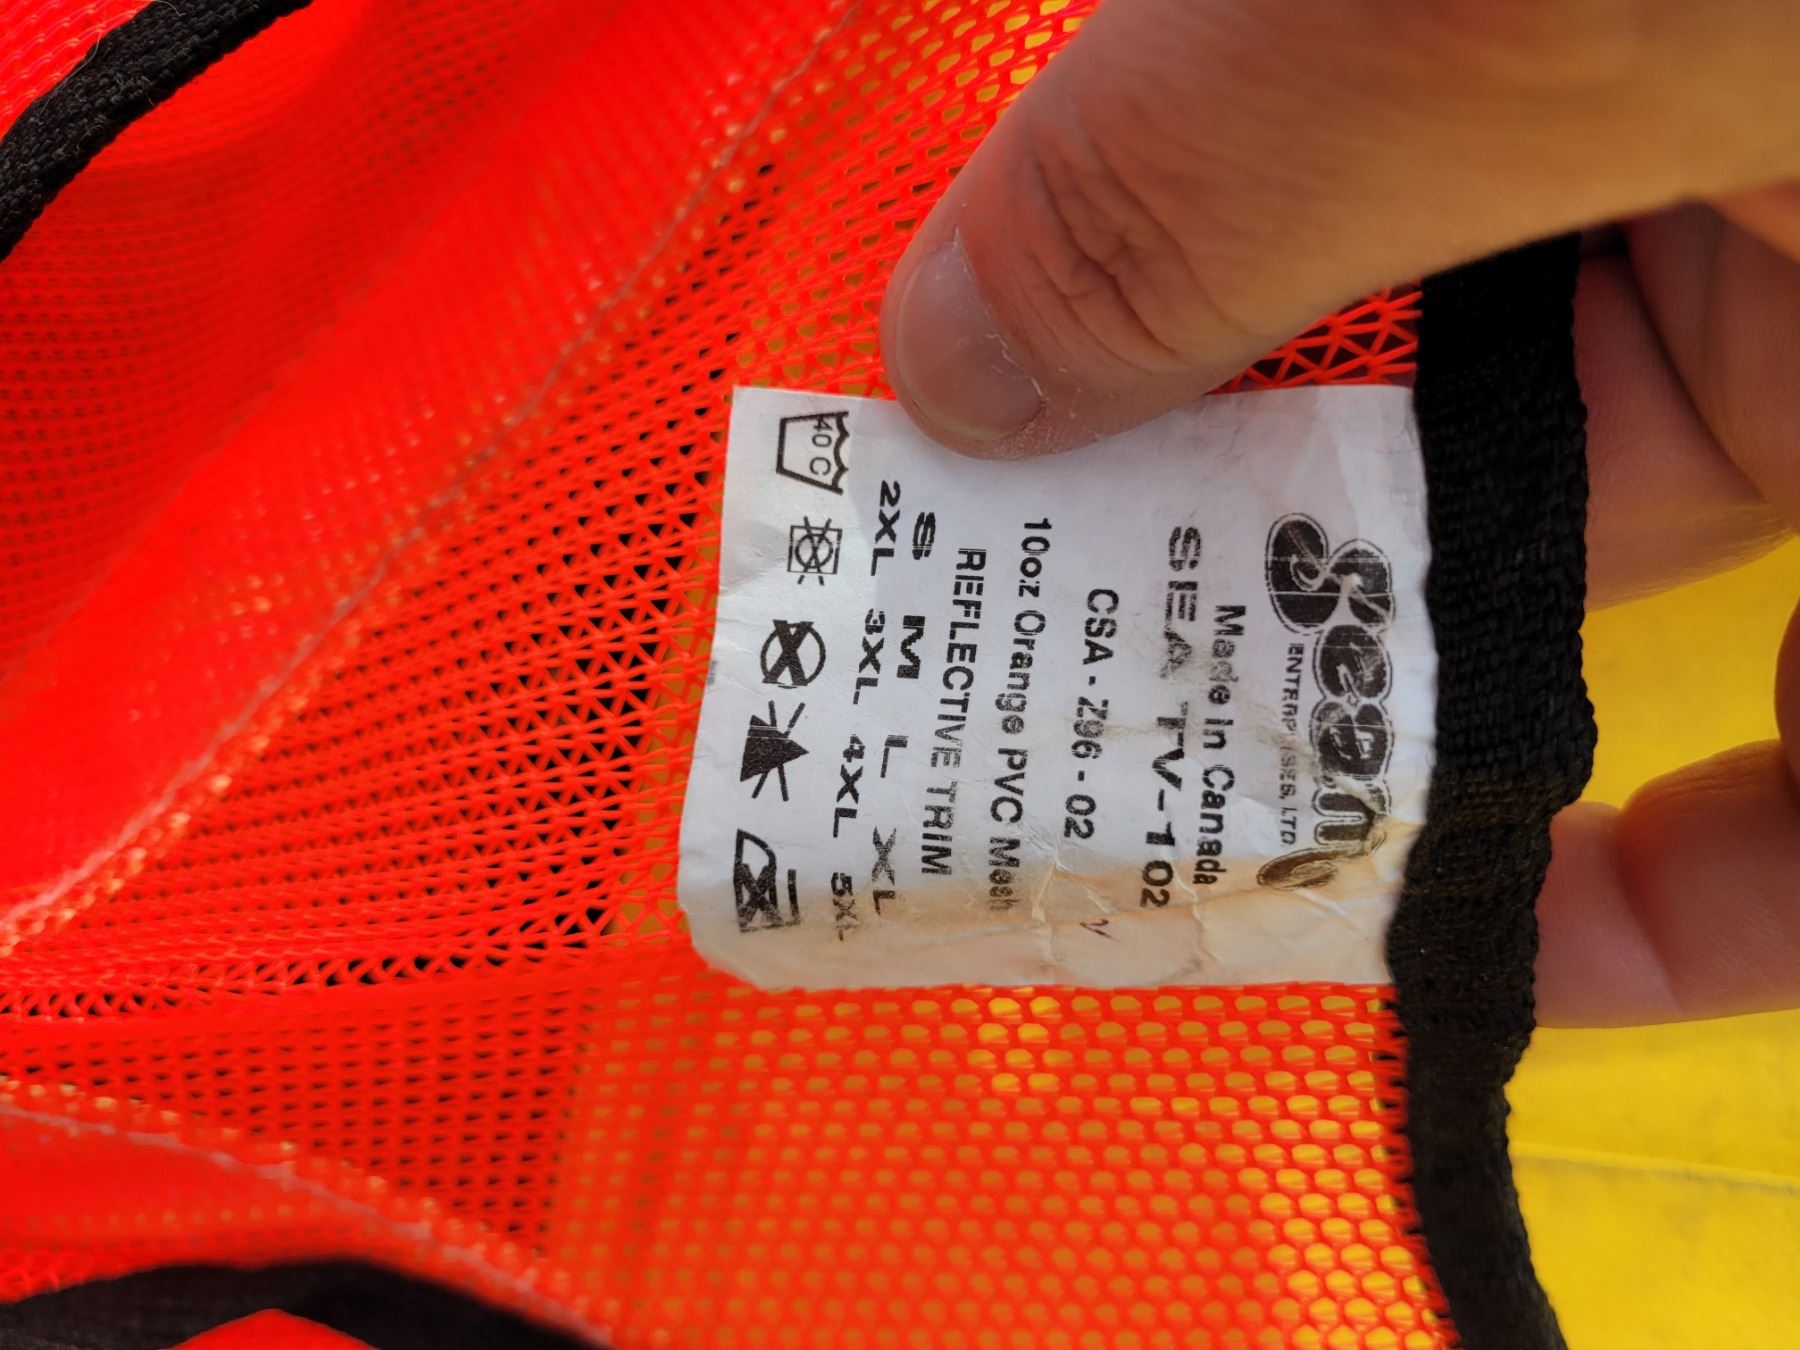 Skean
ENTERPRISES, LTD.
Made in Canada
SEA TV-102
CSA - Z96 - 02
10oz Orange PVC Mesh
REFLECTIVE TRIM
S M L XL
2XL 3XL 4XL 5XL
40 C